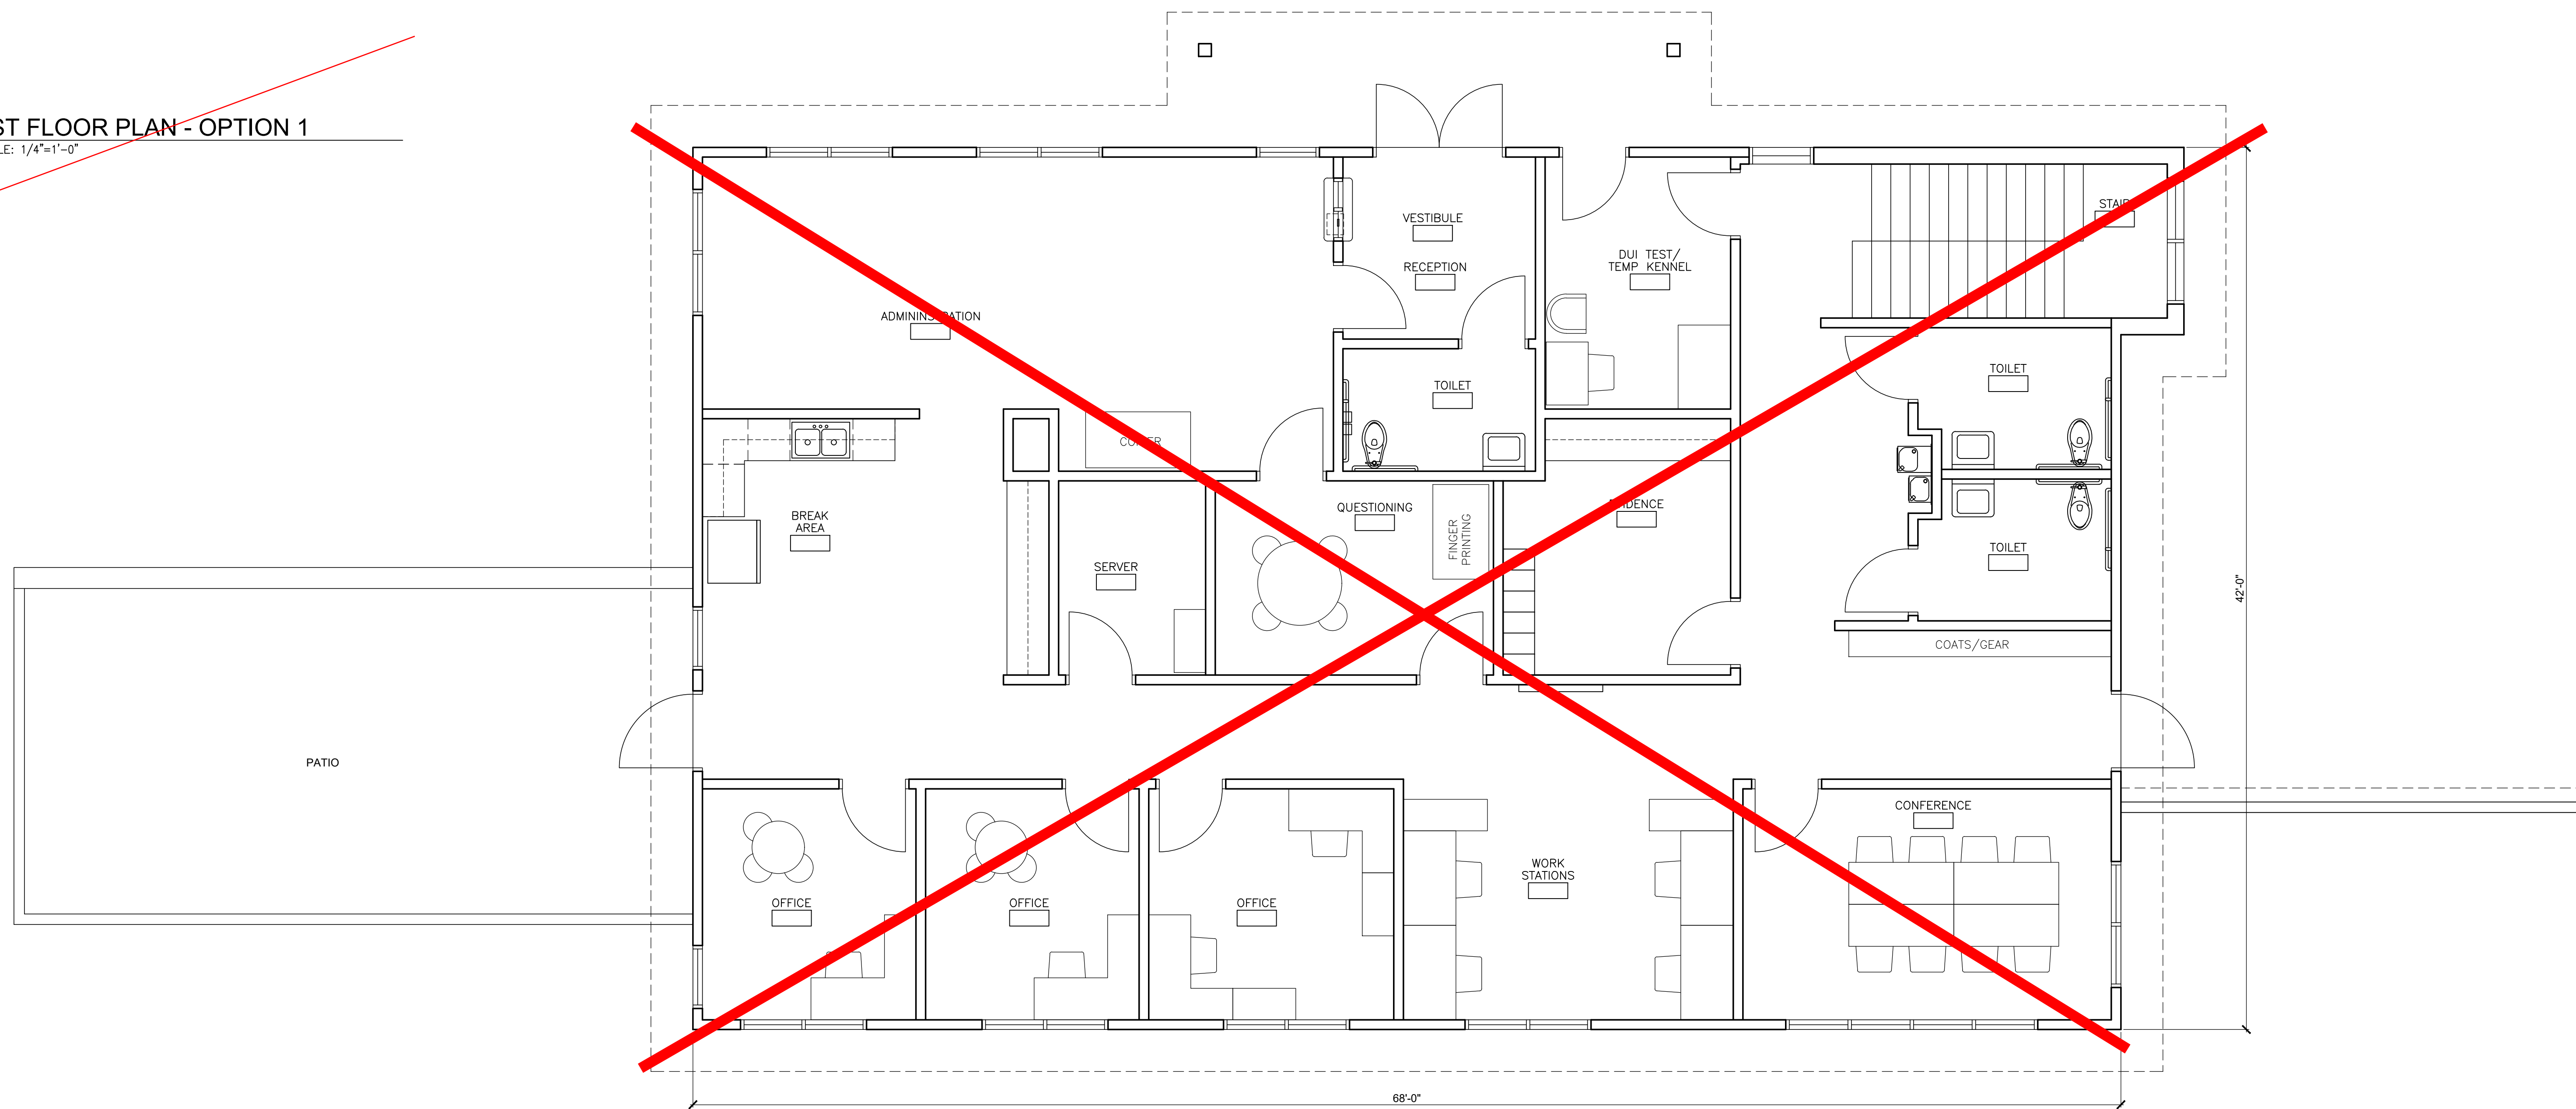 ST FLOOR PLAN - OPTION 1
LE: 1/4"=1'-0"
VESTIBULE
RECEPTION
DUI TEST/
TEMP KENNEL
TOILET
TOILET
QUESTIONING
FINGER
PRINTING
BREAK
AREA
SERVER
TOILET
COATS/GEAR
42'-0"
PATIO
CONFERENCE
WORK
STATIONS
OFFICE
OFFICE
OFFICE
68'-0"